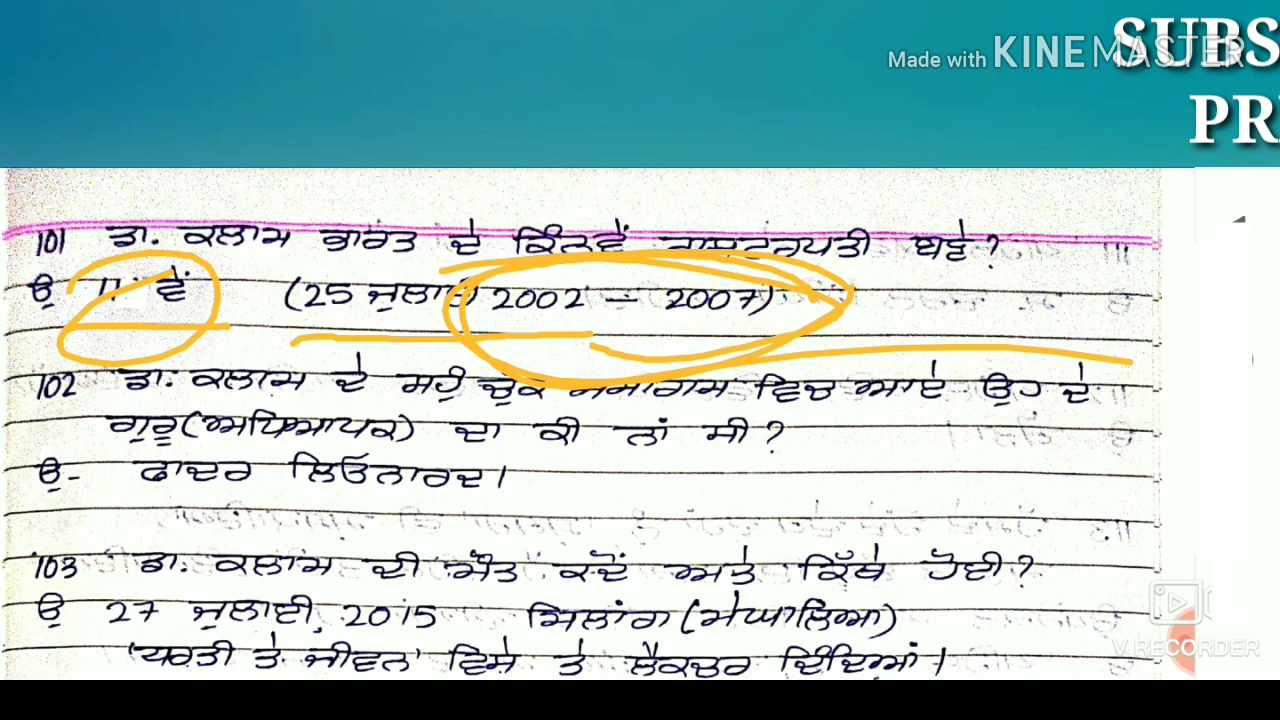 SUBS
Made with KINEMASTER
PR
101 ਡਾ. ਕਲਾਮ ਭਾਰਤ ਦੇ ਕਿੰਨਵੇਂ ਰਾਸ਼ਟਰਪਤੀ ਬਣੇ?
ਉ 11 ਵੇਂ (25 ਜੁਲਾਈ 2002 – 2007)
102 ਡਾ. ਕਲਾਮ ਦੇ ਸਹੁੰ ਚੁੱਕ ਸਮਾਗਮ ਵਿਚ ਆਏ ਉਹ ਦੇ
ਗੁਰੂ (ਅਧਿਆਪਕ) ਦਾ ਕੀ ਨਾਂ ਸੀ?
ਉ- ਫਾਦਰ ਲਿਓਨਾਰਦ।
103 ਡਾ. ਕਲਾਮ ਦੀ ਮੌਤ ਕਦੋਂ ਅਤੇ ਕਿੱਥੇ ਹੋਈ?
ਉ 27 ਜੁਲਾਈ, 2015 ਸ਼ਿਲਾਂਗ (ਮੇਘਾਲਿਆ)
'ਧਰਤੀ ਤੇ ਜੀਵਨ' ਵਿਸ਼ੇ ਤੇ ਲੈਕਚਰ ਦਿੰਦਿਆਂ।
V RECORDER